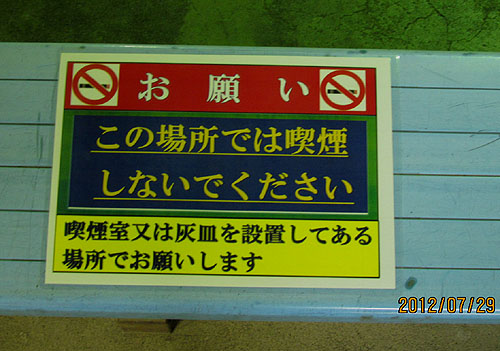 お願い
この場所では喫煙
しないでください
喫煙室又は灰皿を設置してある
場所でお願いします
2012/07/29